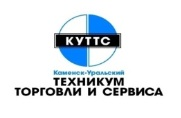 КУТТС
Каменск-Уральский
ТЕХНИКУМ
ТОРГОВЛИ И СЕРВИСА